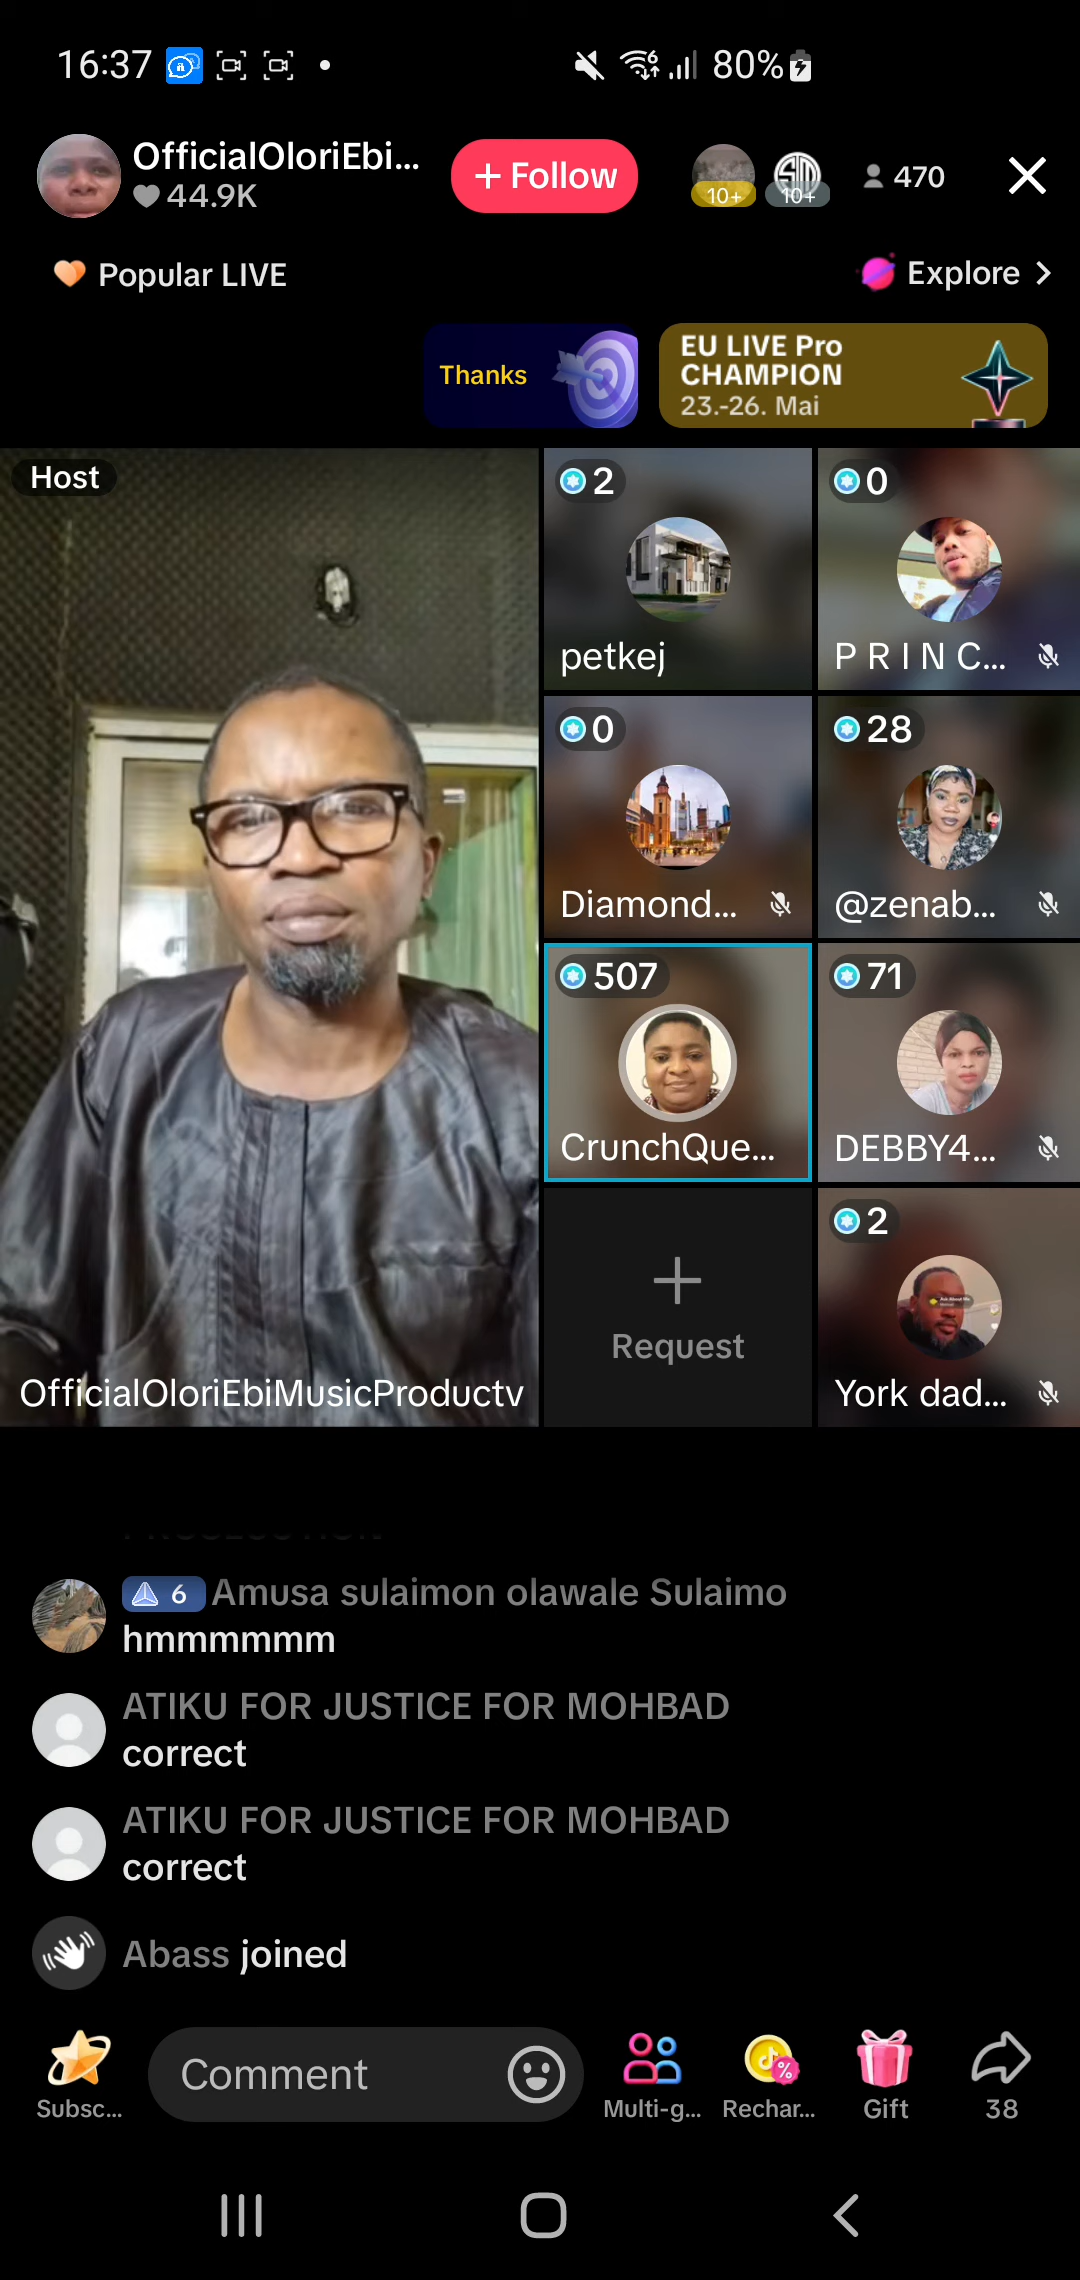 16:37
80%
OfficialOloriEbi...
44.9K
+ Follow
10+
10+
470
Popular LIVE
Explore >
Thanks
EU LIVE Pro
CHAMPION
23.-26. Mai
Host
OfficialOloriEbiMusicProductv
2
petkej
0
P R I N C...
0
Diamond...
28
@zenab...
507
CrunchQue...
71
DEBBY4...
Request
2
York dad...
6 Amusa sulaimon olawale Sulaimo
hmmmmmm
ATIKU FOR JUSTICE FOR MOHBAD
correct
ATIKU FOR JUSTICE FOR MOHBAD
correct
Abass joined
Subsc...
Comment
Multi-g...
Rechar...
Gift
38